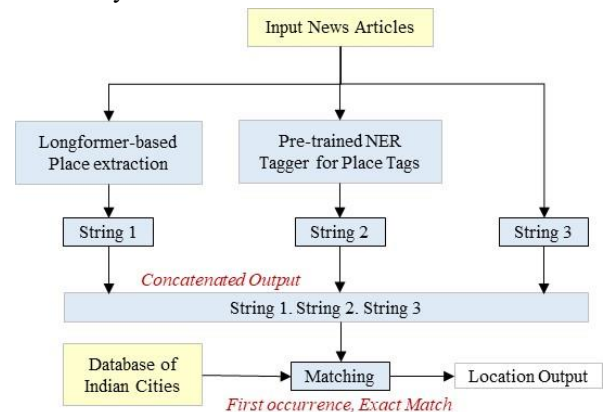 Input News Articles
Longformer-based
Place extraction
Pre-trained NER
Tagger for Place Tags
String 1
String 2
String 3
Concatenated Output
String 1. String 2. String 3
Database of
Indian Cities
Matching
Location Output
First occurrence, Exact Match